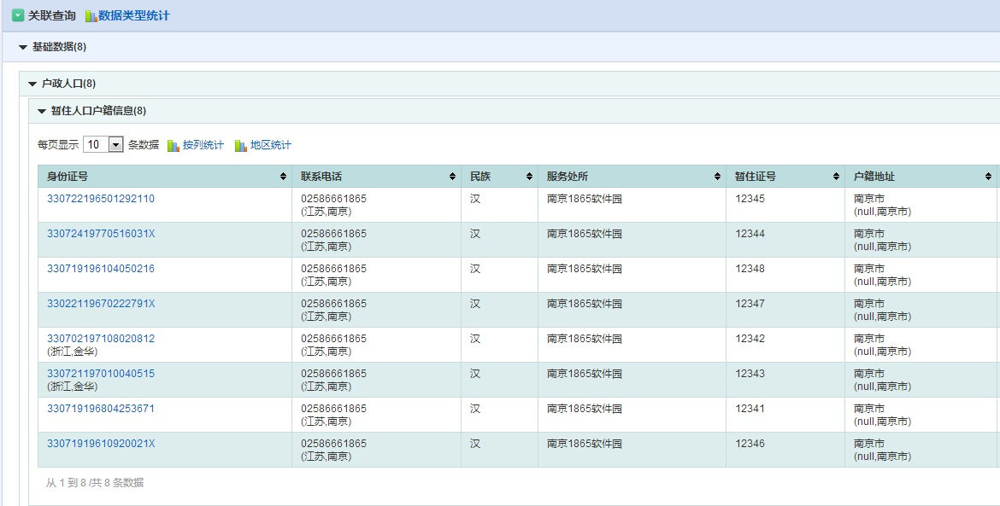 关联查询 数据类型统计
基础数据(8)
户政人口(8)
暂住人口户籍信息(8)
每页显示 10 条数据 按列统计 地区统计
身份证号 联系电话 民族 服务处所 暂住证号 户籍地址
330722196501292110 02586661865 汉 南京1865软件园 12345 南京市
(江苏,南京) (null,南京市)
33072419770516031X 02586661865 汉 南京1865软件园 12344 南京市
(江苏,南京) (null,南京市)
330719196104050216 02586661865 汉 南京1865软件园 12348 南京市
(江苏,南京) (null,南京市)
33022119670222791X 02586661865 汉 南京1865软件园 12347 南京市
(江苏,南京) (null,南京市)
330702197108020812 02586661865 汉 南京1865软件园 12342 南京市
(浙江,金华) (江苏,南京) (null,南京市)
330721197010040515 02586661865 汉 南京1865软件园 12343 南京市
(浙江,金华) (江苏,南京) (null,南京市)
330719196804253671 02586661865 汉 南京1865软件园 12341 南京市
(江苏,南京) (null,南京市)
33071919610920021X 02586661865 汉 南京1865软件园 12346 南京市
(江苏,南京) (null,南京市)
从 1 到 8 /共 8 条数据